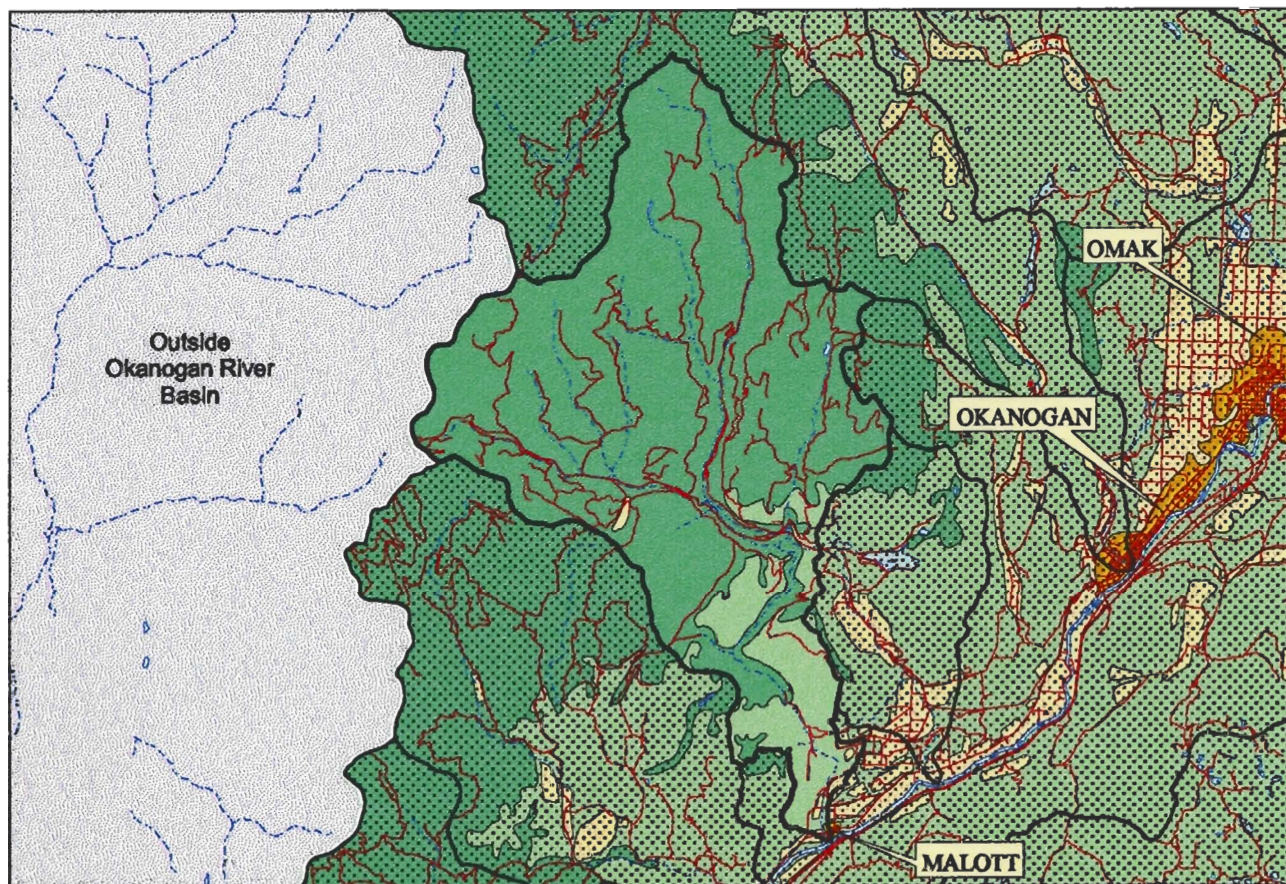 OMAK
Outside
Okanogan River
Basin
OKANOGAN
MALOTT